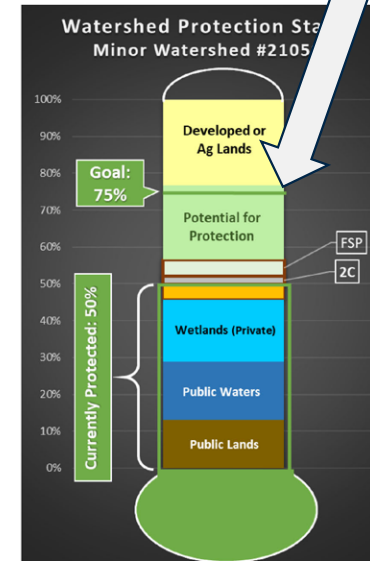 Watershed Protection Sta
Minor Watershed #2105
100%
90%
80%
70%
60%
50%
40%
30%
20%
10%
0%
Developed or
Ag Lands
Goal:
75%
Potential for
Protection
FSP
2C
Currently Protected: 50%
Wetlands (Private)
Public Waters
Public Lands